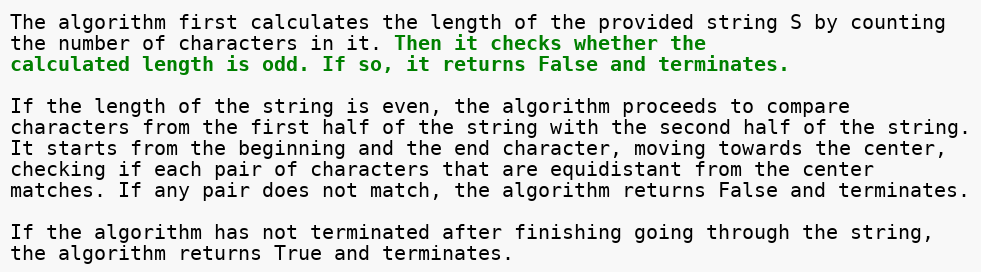 The algorithm first calculates the length of the provided string S by counting
the number of characters in it. Then it checks whether the
calculated length is odd. If so, it returns False and terminates.
If the length of the string is even, the algorithm proceeds to compare
characters from the first half of the string with the second half of the string.
It starts from the beginning and the end character, moving towards the center,
checking if each pair of characters that are equidistant from the center
matches. If any pair does not match, the algorithm returns False and terminates.
If the algorithm has not terminated after finishing going through the string,
the algorithm returns True and terminates.